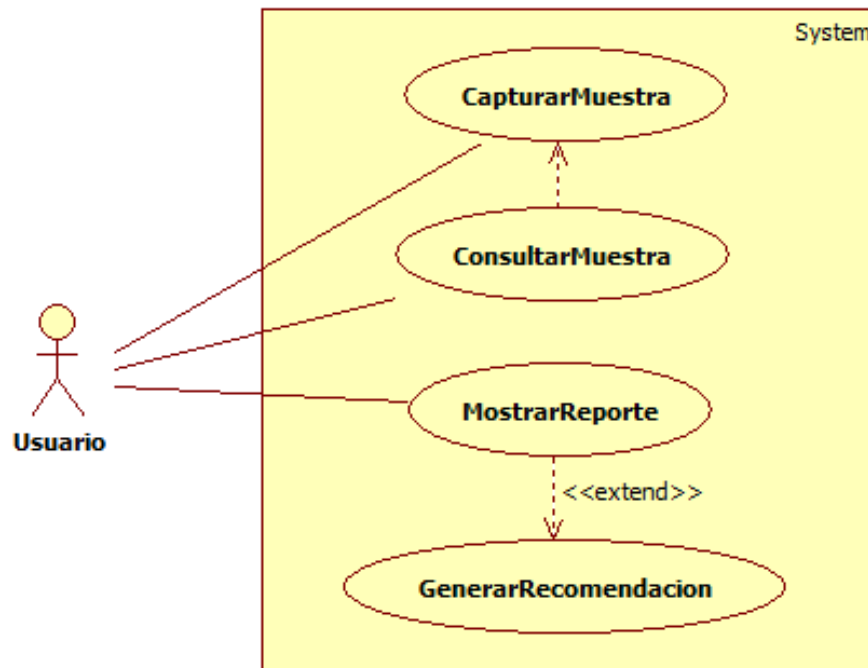 System
CapturarMuestra
ConsultarMuestra
MostrarReporte
Usuario
<<extend>>
GenerarRecomendacion